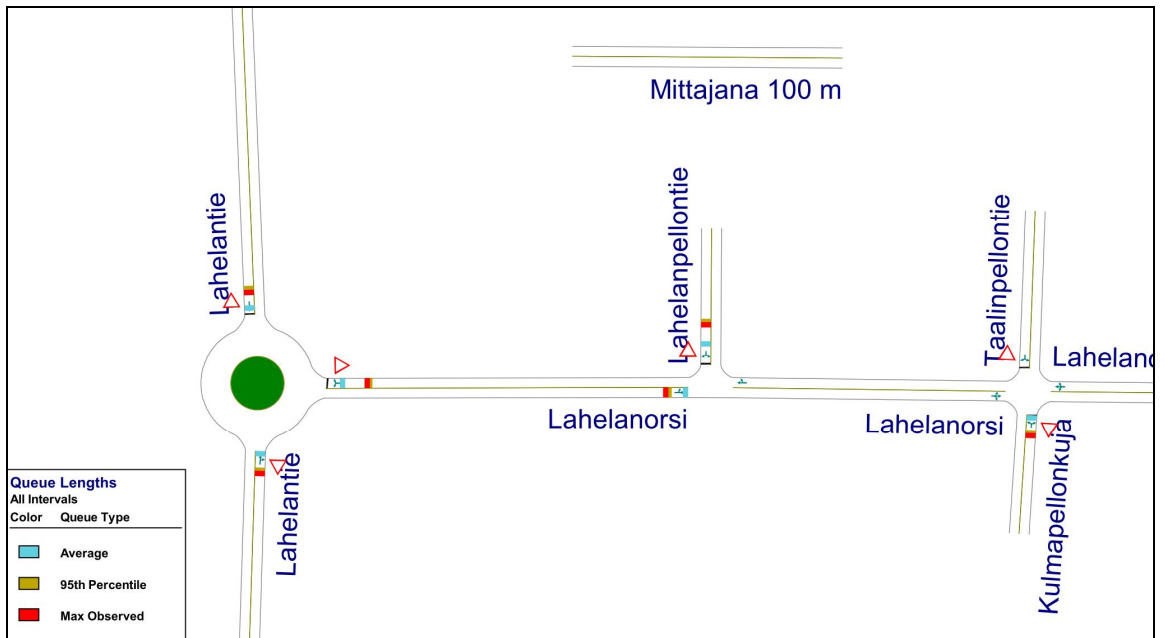 Mittajana 100 m
Lahelantie
Lahelanpellontie
Taalinpellontie
Lahelano
Lahelanorsi
Lahelanorsi
Lahelantie
Kulmapellonkuja
Queue Lengths
All Intervals
Color Queue Type
Average
95th Percentile
Max Observed